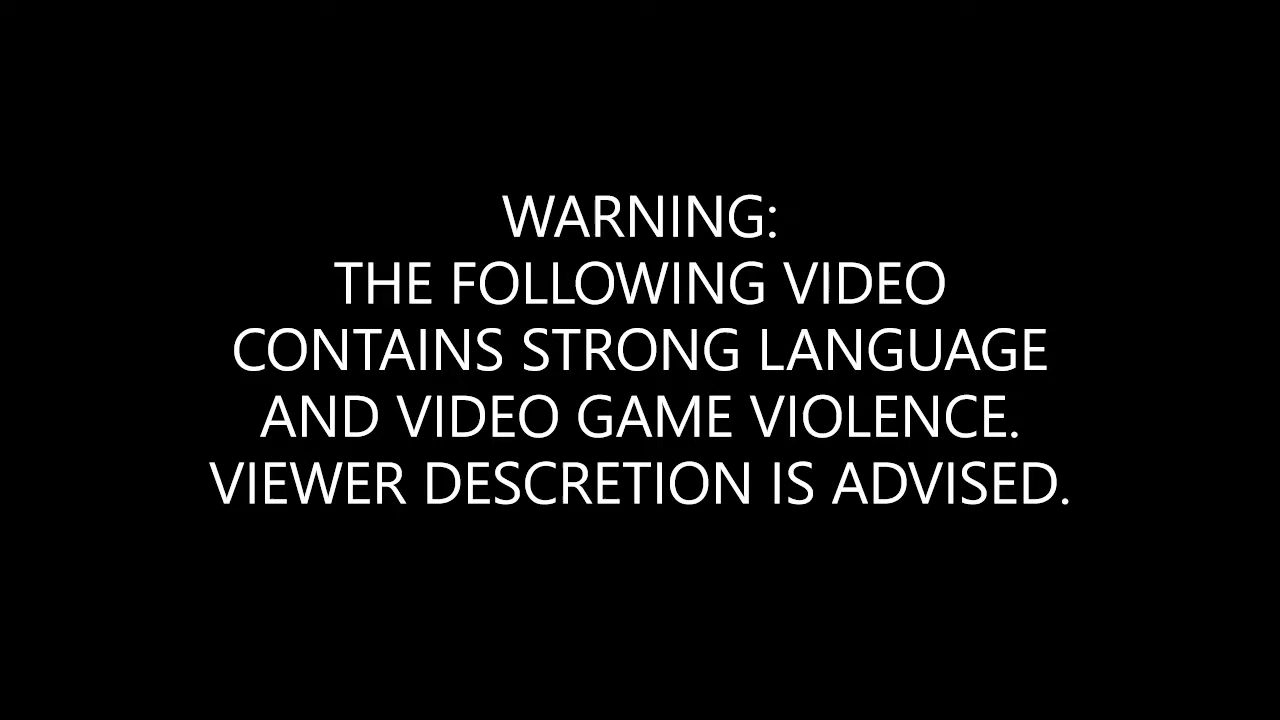 WARNING:
THE FOLLOWING VIDEO
CONTAINS STRONG LANGUAGE
AND VIDEO GAME VIOLENCE.
VIEWER DESCRETION IS ADVISED.